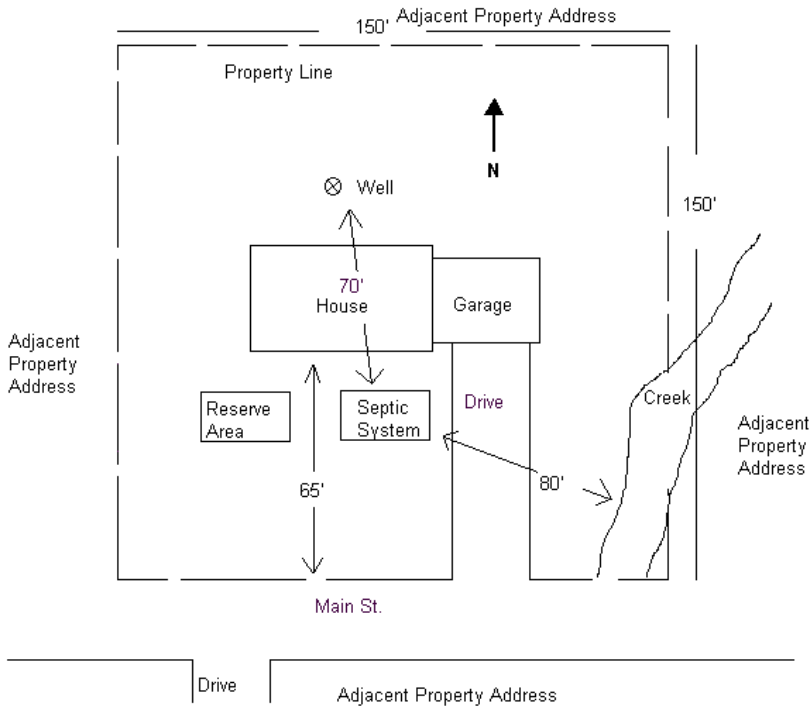 Adjacent Property Address
150'
Property Line
N
Well
150'
70'
House
Garage
Adjacent
Property
Address
Reserve
Area
Septic
System
Drive
Creek
Adjacent
Property
Address
65'
80'
Main St.
Drive
Adjacent Property Address